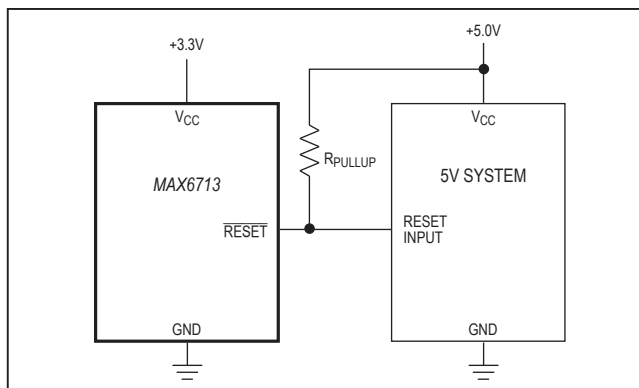 +3.3V
+5.0V
VCC
VCC
RPULLUP
MAX6713
5V SYSTEM
RESET
RESET
INPUT
GND
GND